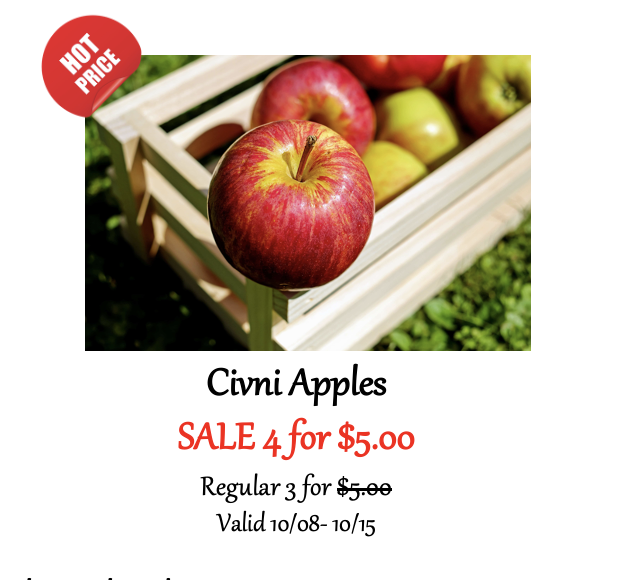 HOT
PRICE
Civni Apples
SALE 4 for $5.00
Regular 3 for $5.00
Valid 10/08- 10/15